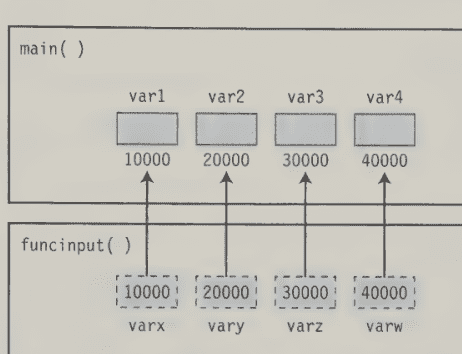 main( )
var1 var2 var3 var4
10000 20000 30000 40000
funcinput( )
10000 20000 30000 40000
varx vary varz varw